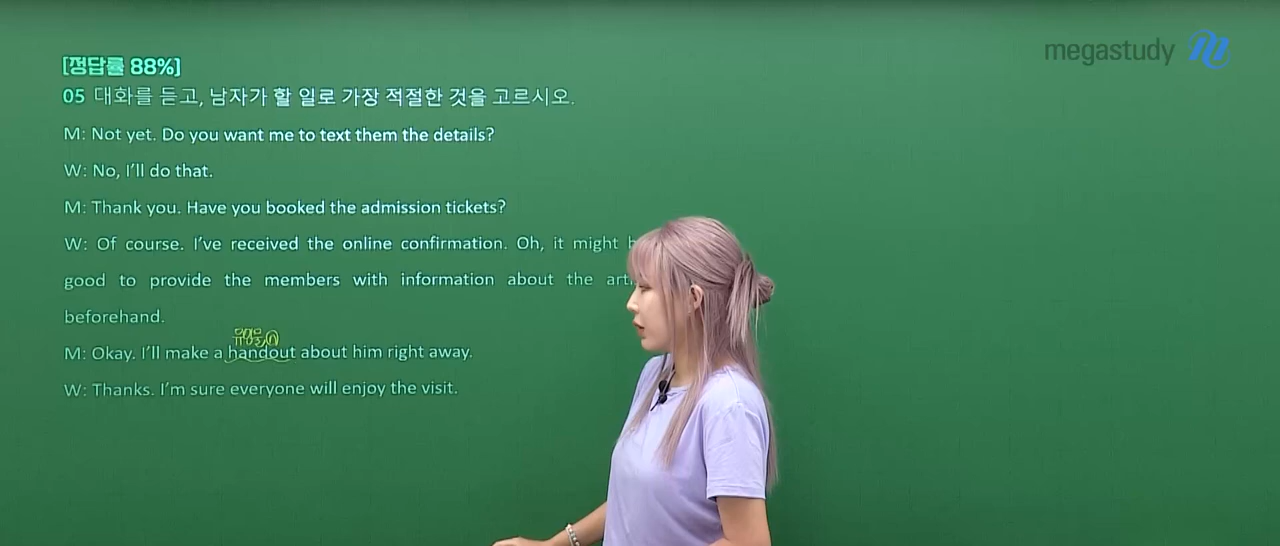 megastudy
[정답률 88%]
05 대화를 듣고, 남자가 할 일로 가장 적절한 것을 고르시오.
M: Not yet. Do you want me to text them the details?
W: No, I'll do that.
M: Thank you. Have you booked the admission tickets?
W: Of course. I've received the online confirmation. Oh, it might
good to provide the members with information about the
beforehand.
유인물
M: Okay. I'll make a handout about him right away.
W: Thanks. I'm sure everyone will enjoy the visit.